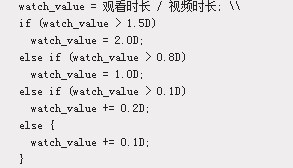 watch_value = 观看时长 / 视频时长; \\
if (watch_value > 1.5D)
watch_value = 2.0D;
else if (watch_value > 0.8D)
watch_value = 1.0D;
else if (watch_value > 0.1D)
watch_value += 0.2D;
else {
watch_value += 0.1D;
}